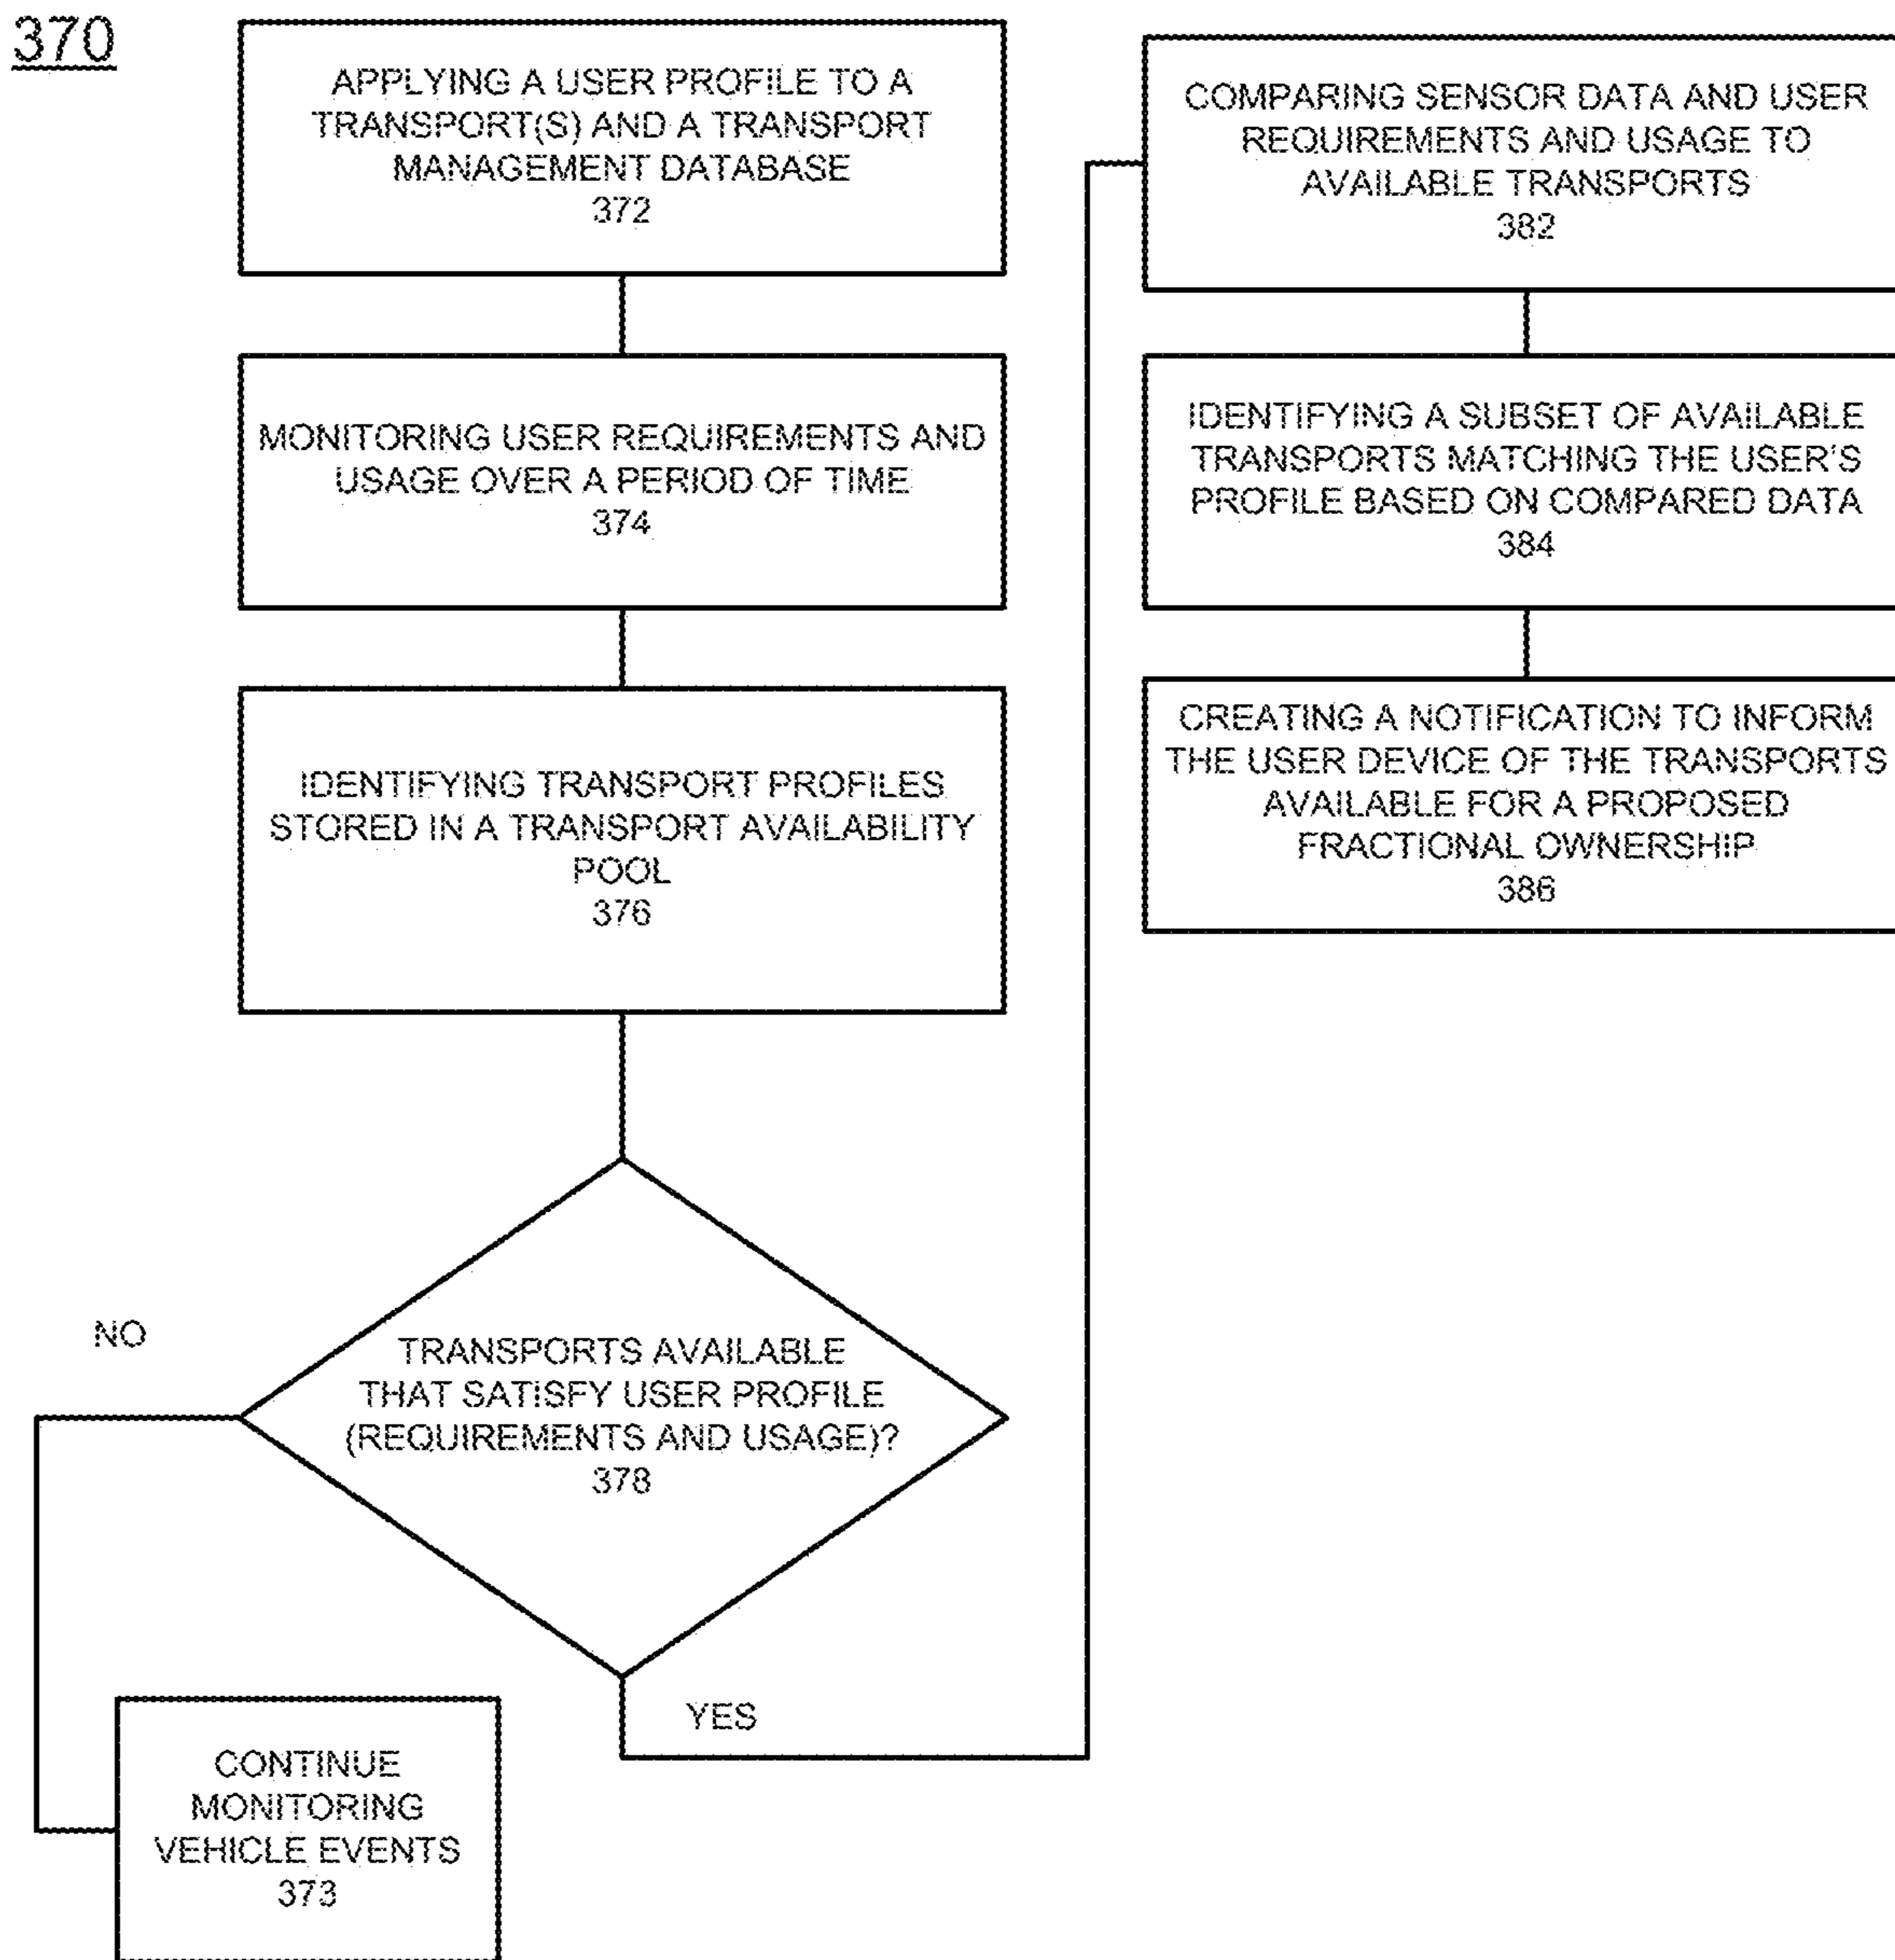 370
APPLYING A USER PROFILE TO A
TRANSPORT(S) AND A TRANSPORT
MANAGEMENT DATABASE
372
MONITORING USER REQUIREMENTS AND
USAGE OVER A PERIOD OF TIME
374
IDENTIFYING TRANSPORT PROFILES
STORED IN A TRANSPORT AVAILABILITY
POOL
376
TRANSPORTS AVAILABLE
THAT SATISFY USER PROFILE
(REQUIREMENTS AND USAGE)?
378
NO
YES
CONTINUE
MONITORING
VEHICLE EVENTS
373
COMPARING SENSOR DATA AND USER
REQUIREMENTS AND USAGE TO
AVAILABLE TRANSPORTS
382
IDENTIFYING A SUBSET OF AVAILABLE
TRANSPORTS MATCHING THE USER'S
PROFILE BASED ON COMPARED DATA
384
CREATING A NOTIFICATION TO INFORM
THE USER DEVICE OF THE TRANSPORTS
AVAILABLE FOR A PROPOSED
FRACTIONAL OWNERSHIP
386